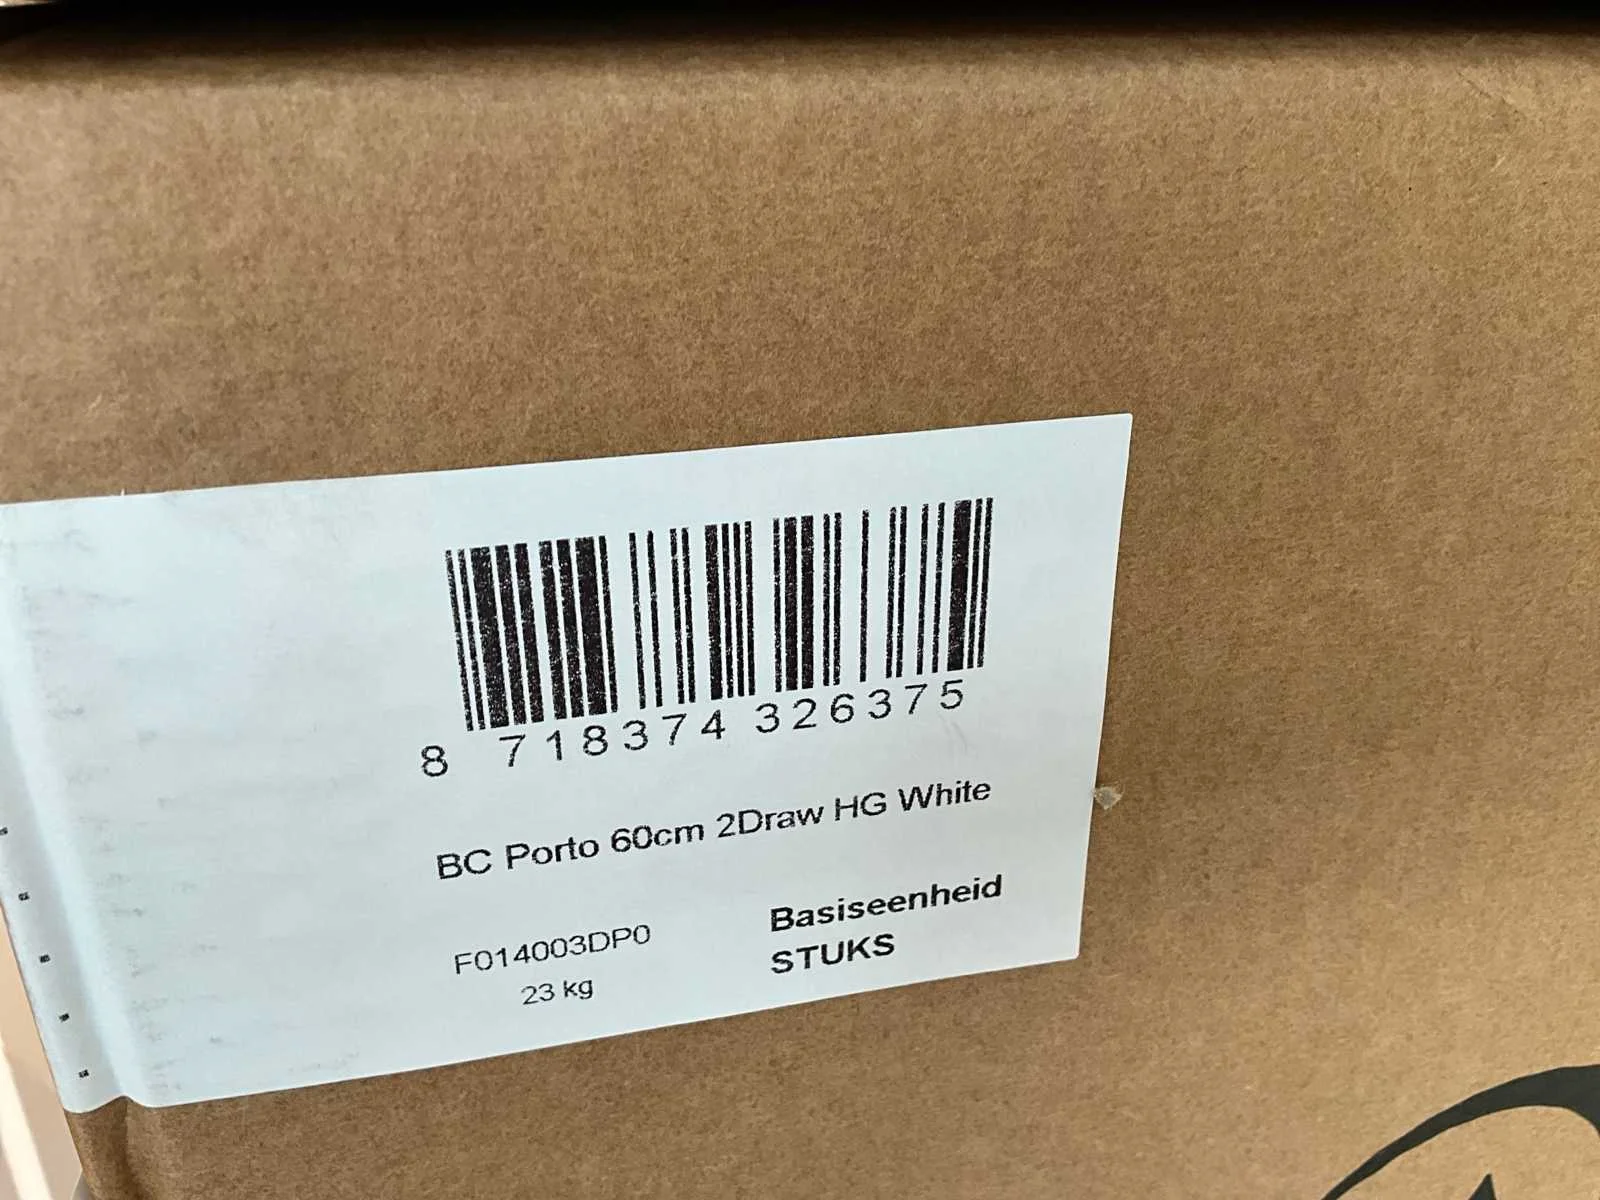 8 718374 326375
BC Porto 60cm 2Draw HG White
F014003DP0
23 kg
Basiseenheid
STUKS